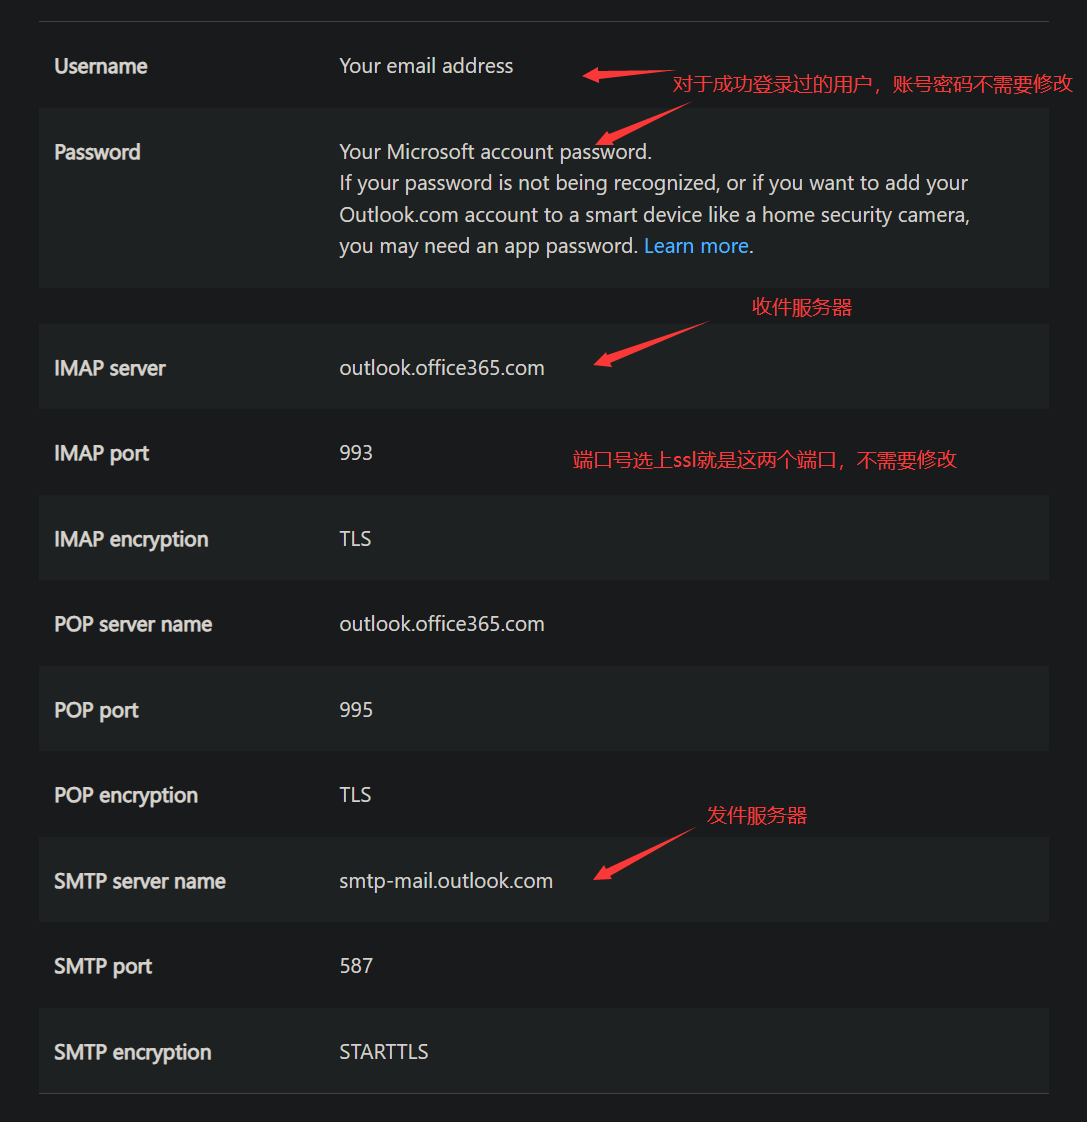 Username
Your email address
对于成功登录过的用户，账号密码不需要修改
Password
Your Microsoft account password.
If your password is not being recognized, or if you want to add your
Outlook.com account to a smart device like a home security camera,
you may need an app password. Learn more.
收件服务器
IMAP server
outlook.office365.com
IMAP port
993
端口号选上ssl就是这两个端口，不需要修改
IMAP encryption
TLS
POP server name
outlook.office365.com
POP port
995
POP encryption
TLS
发件服务器
SMTP server name
smtp-mail.outlook.com
SMTP port
587
SMTP encryption
STARTTLS